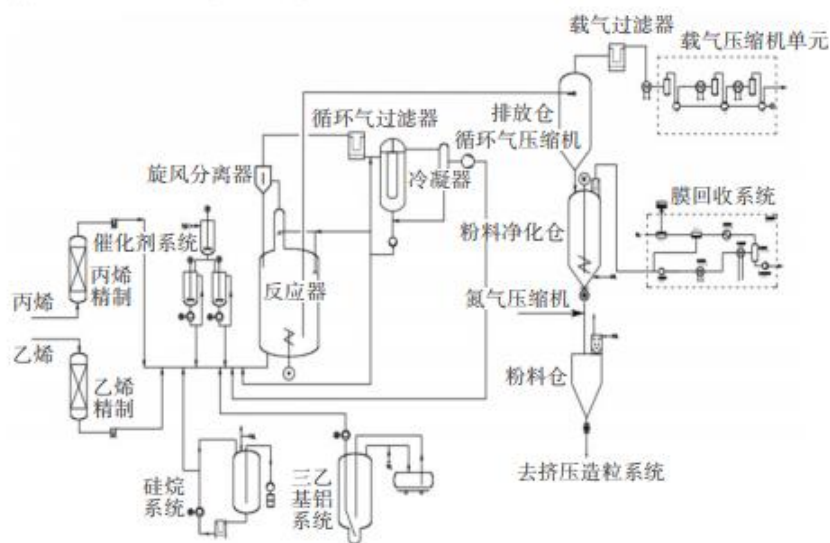 载气过滤器
载气压缩机单元
排放仓
循环气过滤器
循环气压缩机
旋风分离器
冷凝器
膜回收系统
催化剂系统
粉料净化仓
丙烯
精制
反应器
丙烯
氮气压缩机
乙烯
粉料仓
乙烯
精制
去挤压造粒系统
硅烷
系统
三乙
基铝
系统